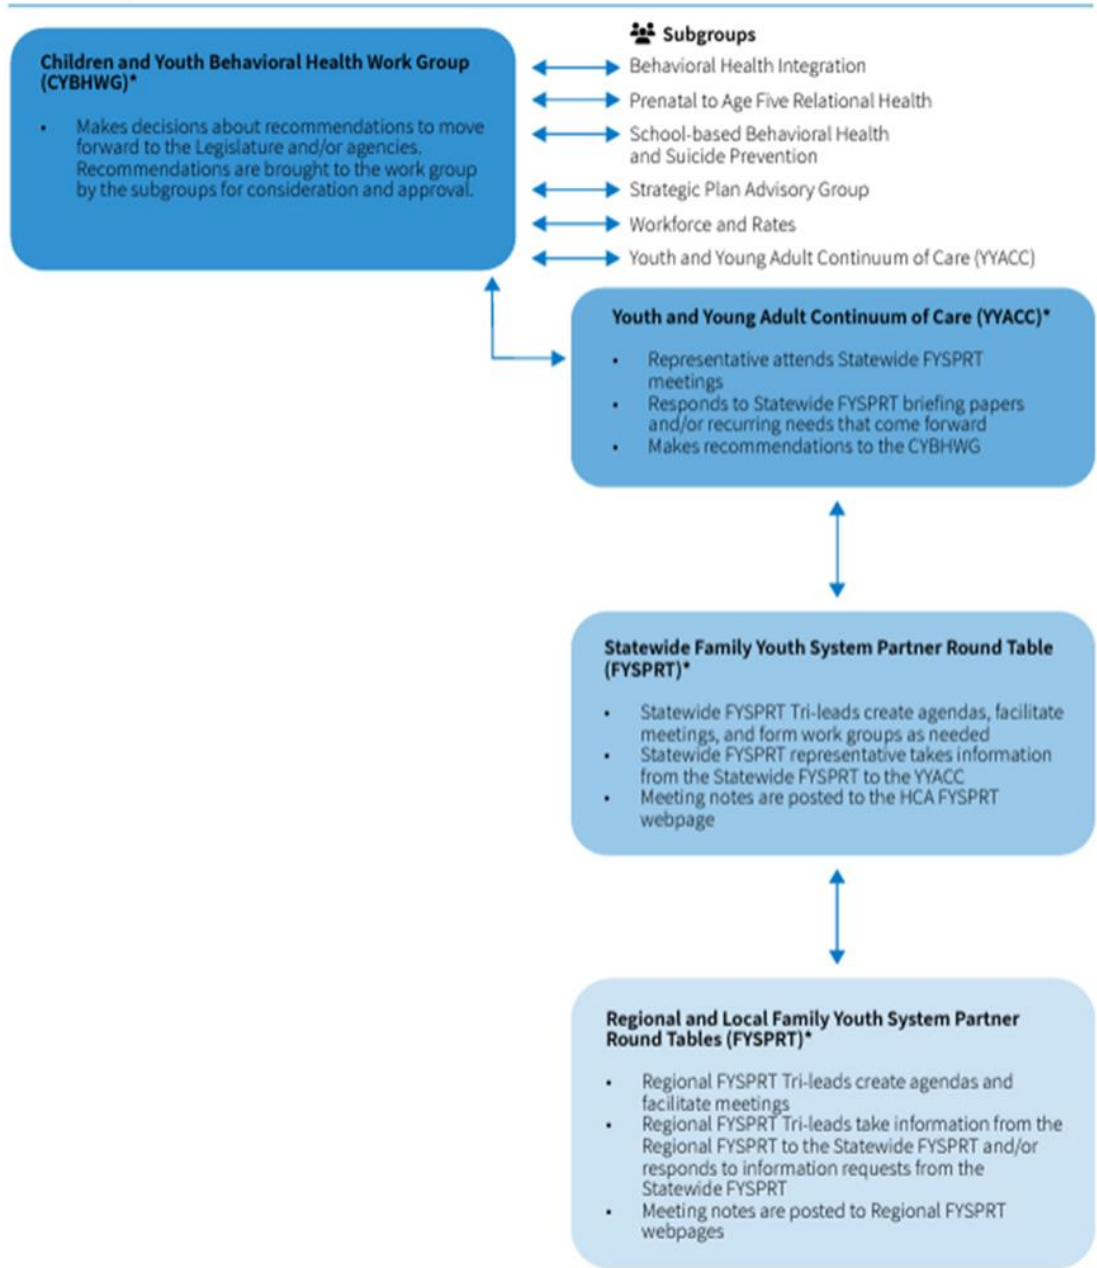 Children and Youth Behavioral Health Work Group
(CYBHWG)*
• Makes decisions about recommendations to move
forward to the Legislature and/or agencies.
Recommendations are brought to the work group
by the subgroups for consideration and approval.
Subgroups
Behavioral Health Integration
Prenatal to Age Five Relational Health
School-based Behavioral Health
and Suicide Prevention
Strategic Plan Advisory Group
Workforce and Rates
Youth and Young Adult Continuum of Care (YYACC)
Youth and Young Adult Continuum of Care (YYACC)*
• Representative attends Statewide FYSPRT
meetings
• Responds to Statewide FYSPRT briefing papers
and/or recurring needs that come forward
• Makes recommendations to the CYBHWG
Statewide Family Youth System Partner Round Table
(FYSPRT)*
• Statewide FYSPRT Tri-leads create agendas, facilitate
meetings, and form work groups as needed
• Statewide FYSPRT representative takes information
from the Statewide FYSPRT to the YYACC
• Meeting notes are posted to the HCA FYSPRT
webpage
Regional and Local Family Youth System Partner
Round Tables (FYSPRT)*
• Regional FYSPRT Tri-leads create agendas and
facilitate meetings
• Regional FYSPRT Tri-leads take information from the
Regional FYSPRT to the Statewide FYSPRT and/or
responds to information requests from the
Statewide FYSPRT
• Meeting notes are posted to Regional FYSPRT
webpages